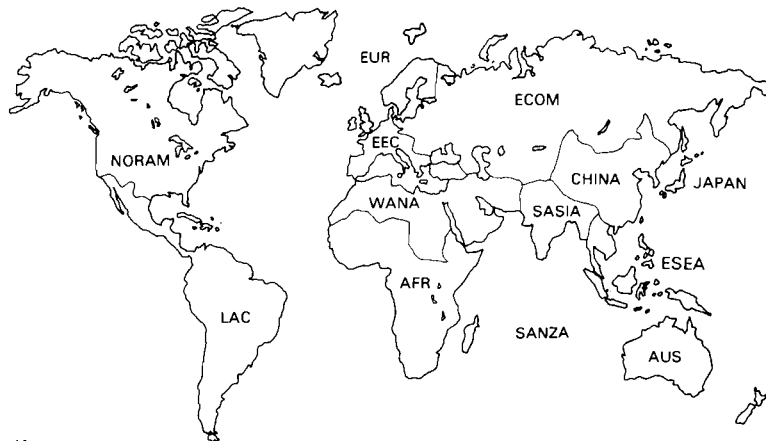 EUR
ECOM
EEC
NORAM
CHINA
JAPAN
WANA
SASIA
ESEA
AFR
LAC
SANZA
AUS